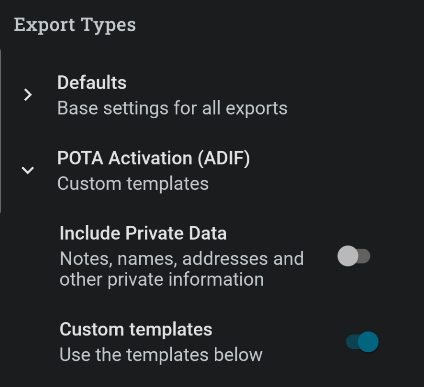 Export Types
Defaults
Base settings for all exports
POTA Activation (ADIF)
Custom templates
Include Private Data
Notes, names, addresses and
other private information
Custom templates
Use the templates below